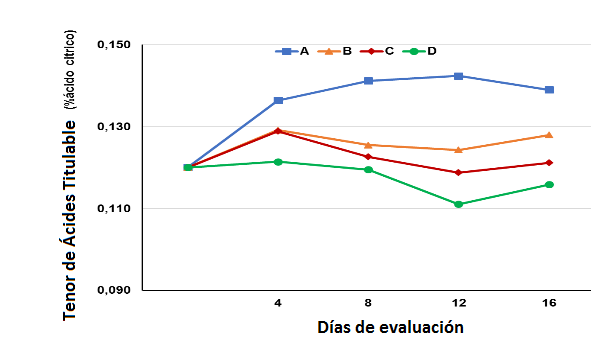 0,150
A B C D
0,130
0,110
0,090
4 8 12 16
Días de evaluación
Tenor de Ácides Titulable (%ácido cítrico)